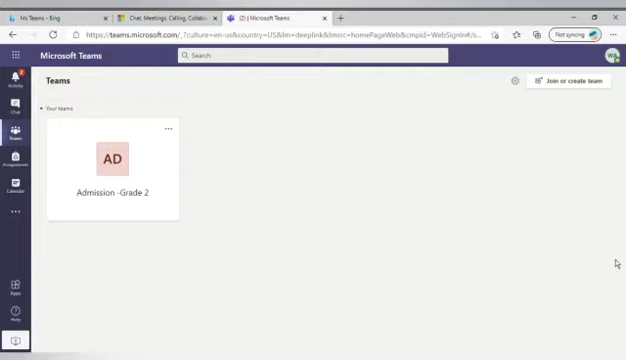 Ms Teams - Bing
Chat, Meetings, Calling, Collabo
(2) | Microsoft Teams
https://teams.microsoft.com/_?culture=en-us&country=US&lm=deeplink&lmsrc=homePageWeb&cmpid=WebSignIn#/s...
Not syncing
Microsoft Teams
Search
WA
Activity
Chat
Teams
Assignments
Calendar
Apps
Help
Teams
Join or create team
Your teams
AD
Admission -Grade 2